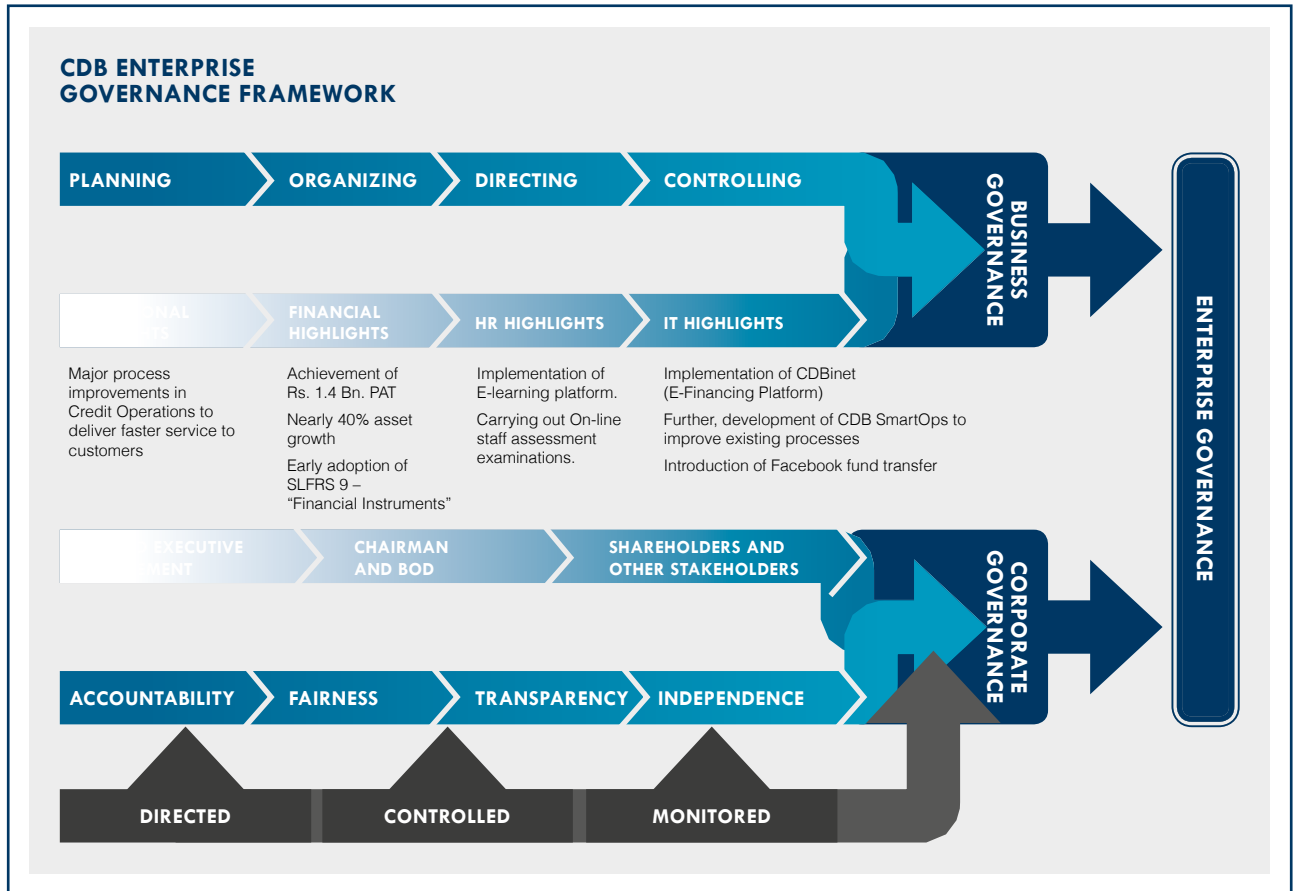 CDB ENTERPRISE
GOVERNANCE FRAMEWORK
PLANNING
ORGANIZING
DIRECTING
CONTROLLING
BUSINESS
GOVERNANCE
FINANCIAL
HIGHLIGHTS
HR HIGHLIGHTS
IT HIGHLIGHTS
Major process
improvements in
Credit Operations to
deliver faster service to
customers
Achievement of
Rs. 1.4 Bn. PAT
Nearly 40% asset
growth
Early adoption of
SLFRS 9 –
“Financial Instruments”
Implementation of
E-learning platform.
Carrying out On-line
staff assessment
examinations.
Implementation of CDBinet
(E-Financing Platform)
Further, development of CDB SmartOps to
improve existing processes
Introduction of Facebook fund transfer
EXECUTIVE
CHAIRMAN
AND BOD
SHAREHOLDERS AND
OTHER STAKEHOLDERS
CORPORATE
GOVERNANCE
ACCOUNTABILITY
FAIRNESS
TRANSPARENCY
INDEPENDENCE
DIRECTED
CONTROLLED
MONITORED
ENTERPRISE GOVERNANCE